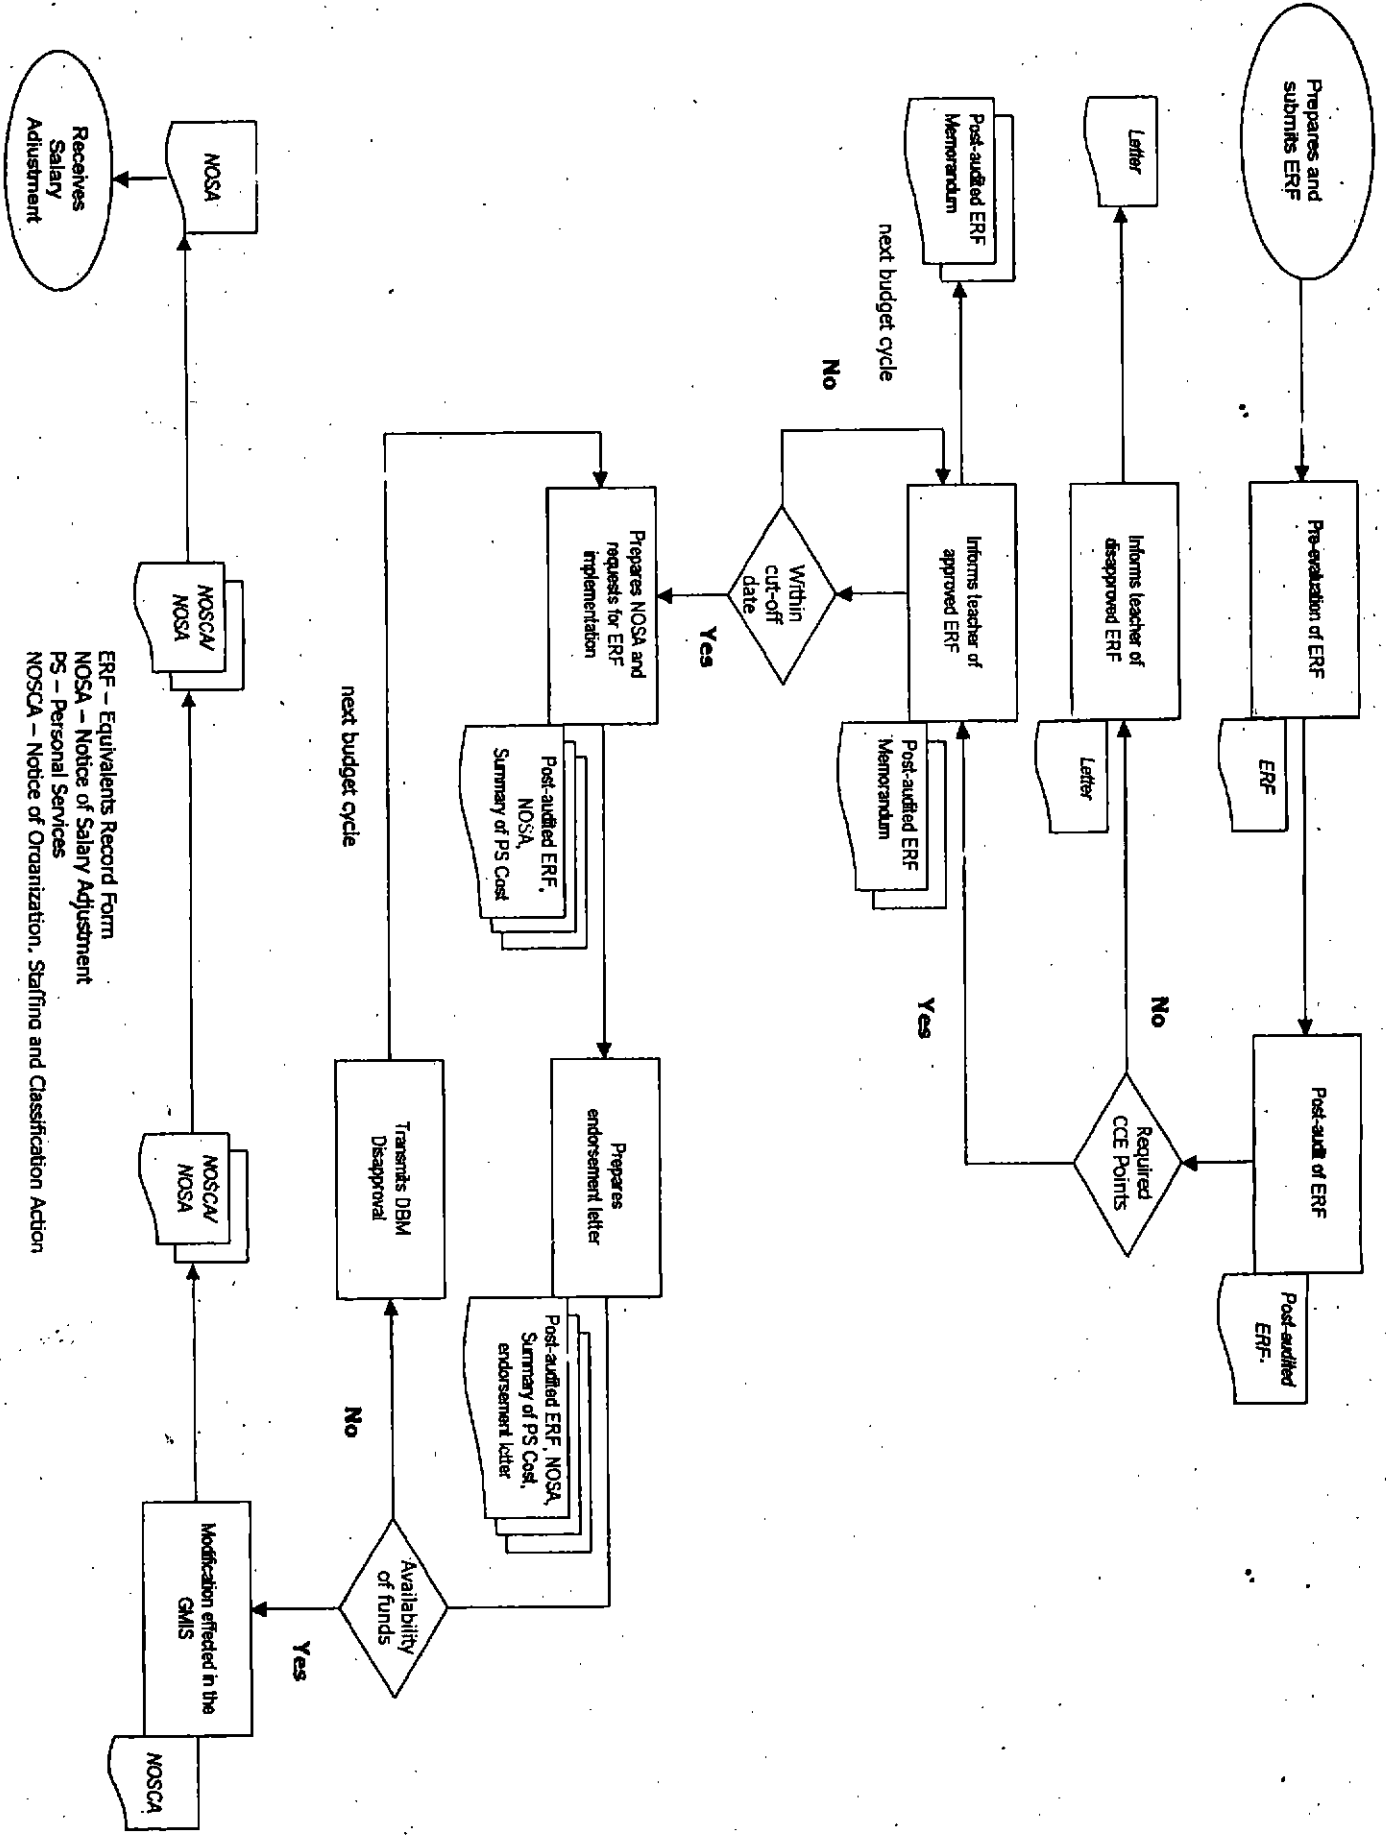 Prepares and
submits ERF
Pre-evaluation of ERF
ERF
Post-audit of ERF
Post-audited
ERF.
Required
CCE Points
No
Yes
Letter
Informs teacher of
disapproved ERF
Letter
Post-audited ERF
Memorandum
next budget cycle
Informs teacher of
approved ERF
Post-audited ERF
Memorandum
No
Within
cut-off
date
Yes
Prepares NOSA and
requests for ERF
implementation
Post-audited ERF,
NOSA,
Summary of PS Cost
Prepares
endorsement letter
Post-audited ERF, NOSA,
Summary of PS Cost,
endorsement letter
next budget cycle
Transmits DBM
Disapproval
No
Availability
of funds
Yes
NOSA
NOSCA/
NOSA
NOSCA/
NOSA
Modification effected in the
GMIS
NOSCA
Receives
Salary
Adjustment
ERF – Equivalents Record Form
NOSA – Notice of Salary Adjustment
PS – Personal Services
NOSCA – Notice of Organization, Staffing and Classification Action